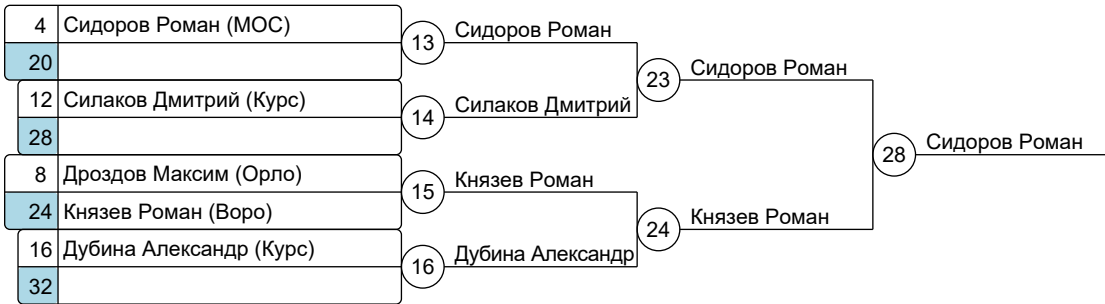 4 Сидоров Роман (МОС)
20
13 Сидоров Роман
12 Силаков Дмитрий (Курс)
28
14 Силаков Дмитрий
23 Сидоров Роман
8 Дроздов Максим (Орло)
24 Князев Роман (Воро)
15 Князев Роман
16 Дубина Александр (Курс)
32
16 Дубина Александр
24 Князев Роман
28 Сидоров Роман